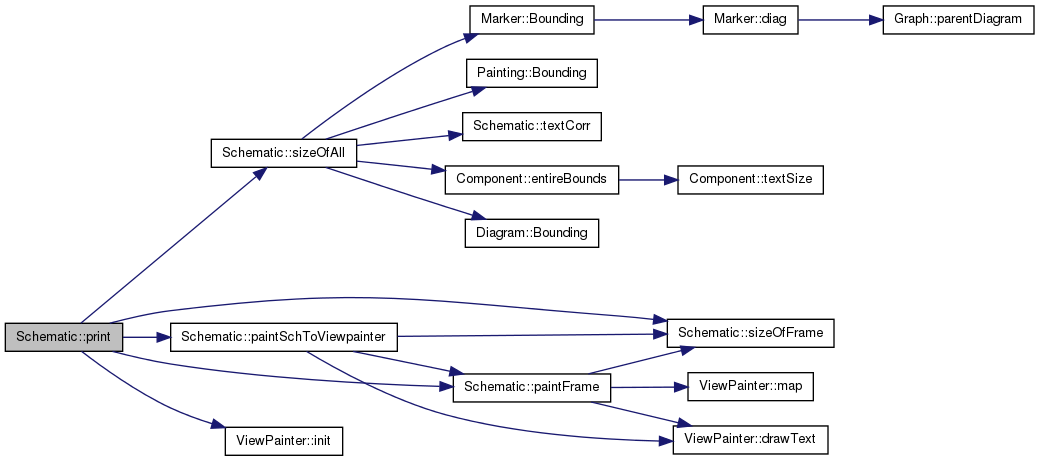 Marker::Bounding
Marker::diag
Graph::parentDiagram
Painting::Bounding
Schematic::textCorr
Schematic::sizeOfAll
Component::entireBounds
Component::textSize
Diagram::Bounding
Schematic::print
Schematic::paintSchToViewpainter
Schematic::sizeOfFrame
Schematic::paintFrame
ViewPainter::map
ViewPainter::init
ViewPainter::drawText